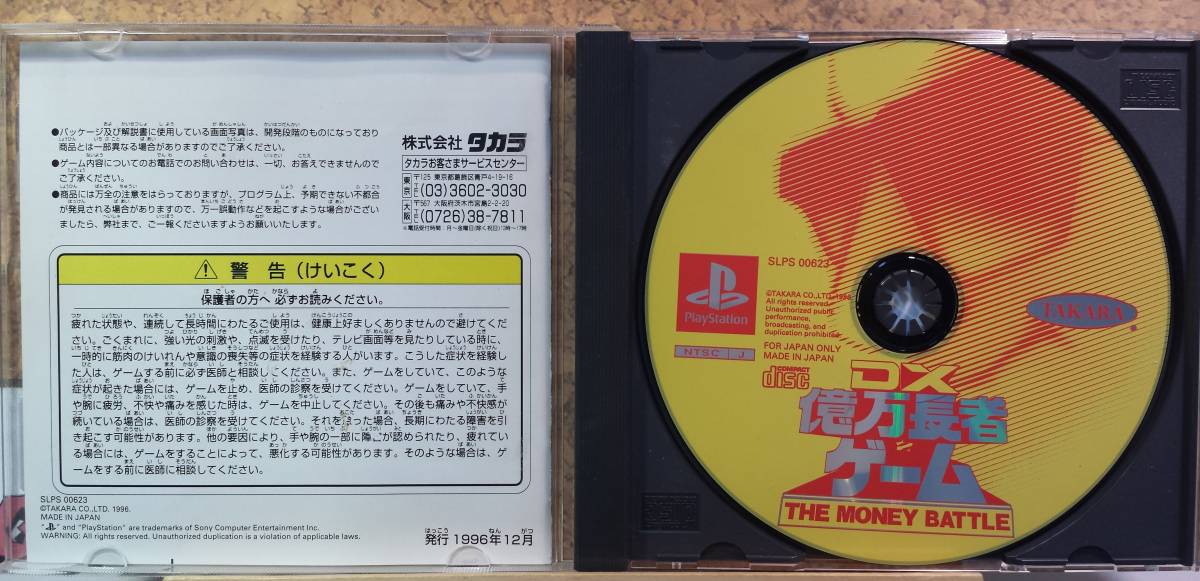 ●パッケージ及び解説書に使用している画面写真は、開発段階のものになっており
商品とは一部異なる場合がありますのでご了承ください。
●ゲーム内容についてのお電話でのお問い合わせは、一切、お答えできませんので
ご了承ください。
●商品には万全の注意をはらっておりますが、プログラム上、予期できない不都合
が発見される場合がありますので、万一誤動作などを起こすような場合がござい
ましたら、弊社まで、ご一報くださいますようお願いいたします。
株式会社 タカラ
タカラお客さまサービスセンター
東京 〒125 東京都葛飾区青戸4-19-16
TEL (03)3602-3030
大阪 〒567 大阪府茨木市宮島2-2-20
TEL (0726)38-7811
※電話受付時間:月〜金曜日(除く祝日)10時〜17時
⚠ 警告(けいこく)
保護者の方へ 必ずお読みください。
疲れた状態や、連続して長時間にわたるご使用は、健康上好ましくありませんので避けてくだ
さい。ごくまれに、強い光の刺激や、点滅を受けたり、テレビ画面等を見たりしている時に、
一時的に筋肉のけいれんや意識の喪失等の症状を経験する人がいます。こうした症状を経験し
た人は、ゲームする前に必ず医師と相談してください。また、ゲームをしていて、このような
症状が起きた場合には、ゲームを止め、医師の診察を受けてください。ゲームをしていて、手
や腕に疲労、不快や痛みを感じた時は、ゲームを中止してください。その後も痛みや不快感が
続いている場合は、医師の診察を受けてください。それを怠った場合、長期にわたる障害を引
き起こす可能性があります。他の要因により、手や腕の一部に障害が認められたり、疲れてい
る場合には、ゲームをすることによって、悪化する可能性があります。そのような場合は、ゲ
ームをする前に医師に相談してください。
SLPS 00623
©TAKARA CO.,LTD. 1996.
MADE IN JAPAN
" " and "PlayStation" are trademarks of Sony Computer Entertainment Inc.
WARNING: All rights reserved. Unauthorized duplication is a violation of applicable laws.
発行 1996年12月
SLPS 00623
PlayStation
NTSC J
©TAKARA CO.,LTD. 1996.
All rights reserved.
Unauthorized public
performance,
broadcasting, and
duplication prohibited.
FOR JAPAN ONLY
MADE IN JAPAN
COMPACT
disc
TAKARA
DX
億万長者
ゲーム
THE MONEY BATTLE